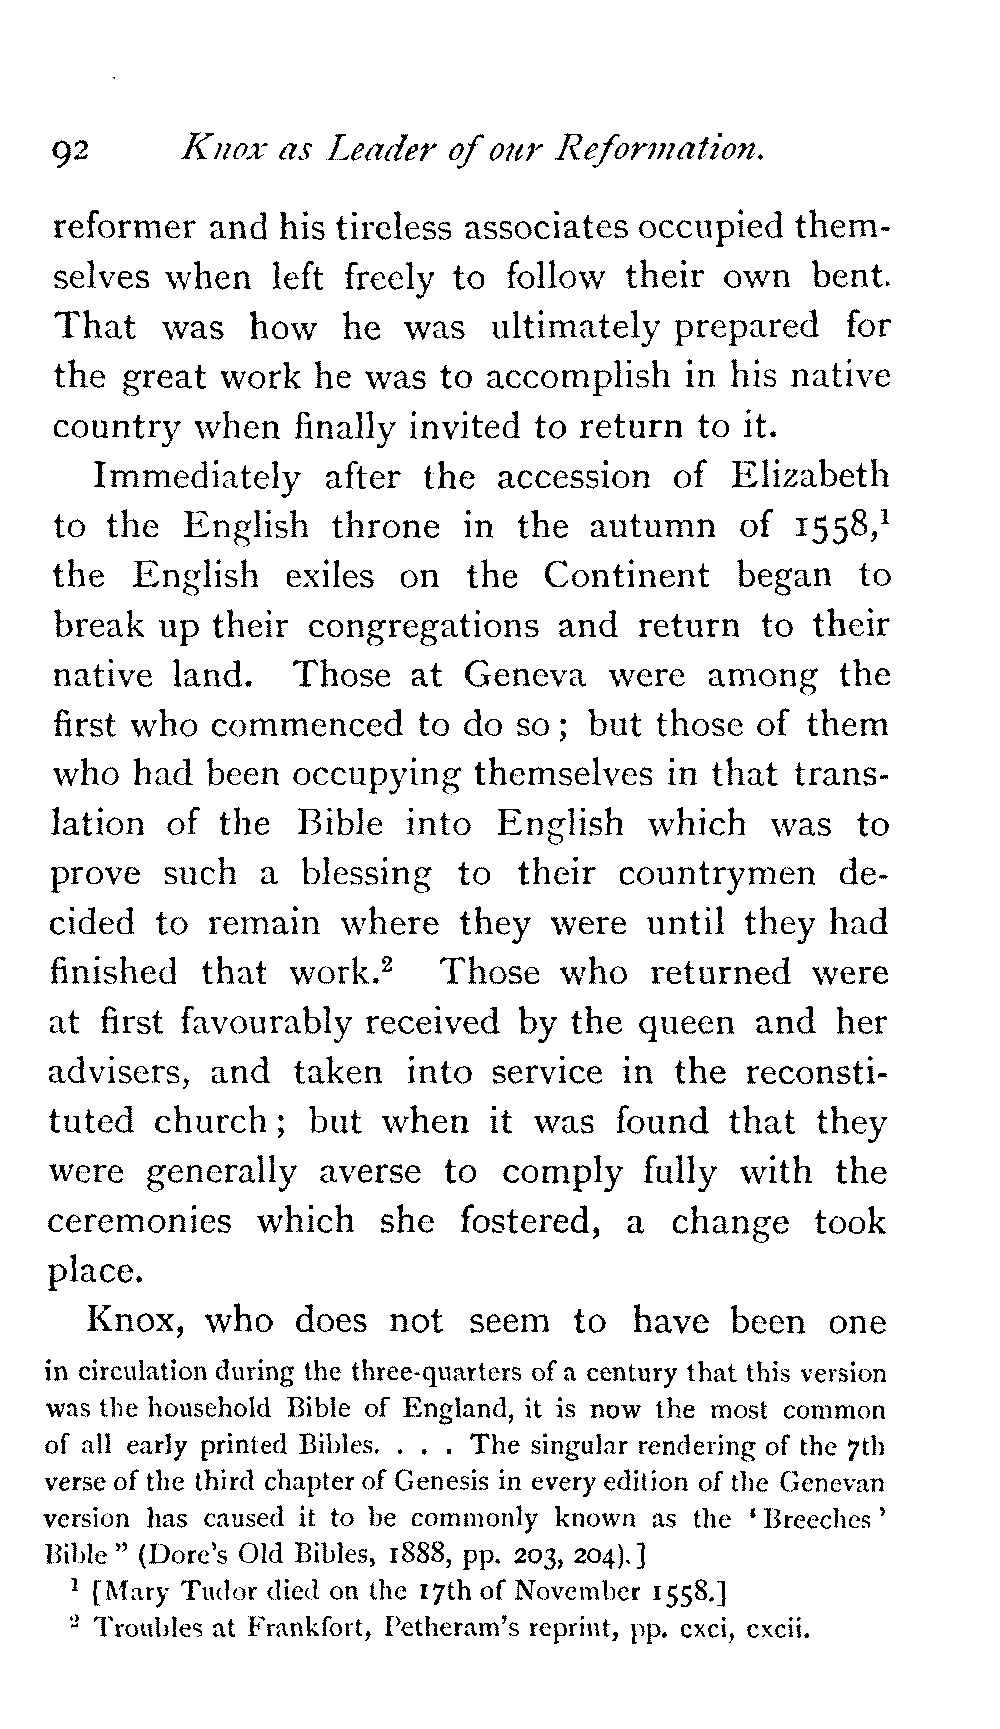 92 Knox as Leader of our Reformation.
reformer and his tireless associates occupied them-
selves when left freely to follow their own bent.
That was how he was ultimately prepared for
the great work he was to accomplish in his native
country when finally invited to return to it.
Immediately after the accession of Elizabeth
to the English throne in the autumn of 1558,¹
the English exiles on the Continent began to
break up their congregations and return to their
native land. Those at Geneva were among the
first who commenced to do so; but those of them
who had been occupying themselves in that trans-
lation of the Bible into English which was to
prove such a blessing to their countrymen de-
cided to remain where they were until they had
finished that work.² Those who returned were
at first favourably received by the queen and her
advisers, and taken into service in the reconsti-
tuted church; but when it was found that they
were generally averse to comply fully with the
ceremonies which she fostered, a change took
place.
Knox, who does not seem to have been one
in circulation during the three-quarters of a century that this version
was the household Bible of England, it is now the most common
of all early printed Bibles. . . . The singular rendering of the 7th
verse of the third chapter of Genesis in every edition of the Genevan
version has caused it to be commonly known as the ‘Breeches’
Bible” (Dore’s Old Bibles, 1888, pp. 203, 204).]
¹ [Mary Tudor died on the 17th of November 1558.]
² Troubles at Frankfort, Petheram’s reprint, pp. cxci, cxcii.